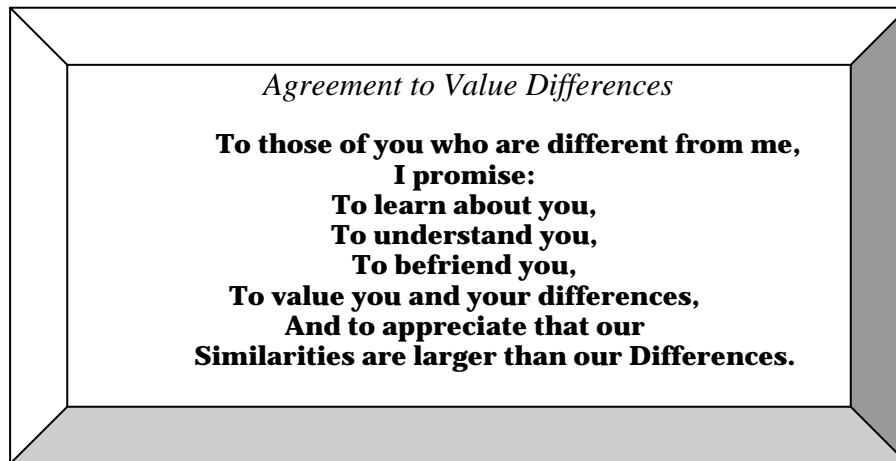 Agreement to Value Differences
To those of you who are different from me,
I promise:
To learn about you,
To understand you,
To befriend you,
To value you and your differences,
And to appreciate that our
Similarities are larger than our Differences.